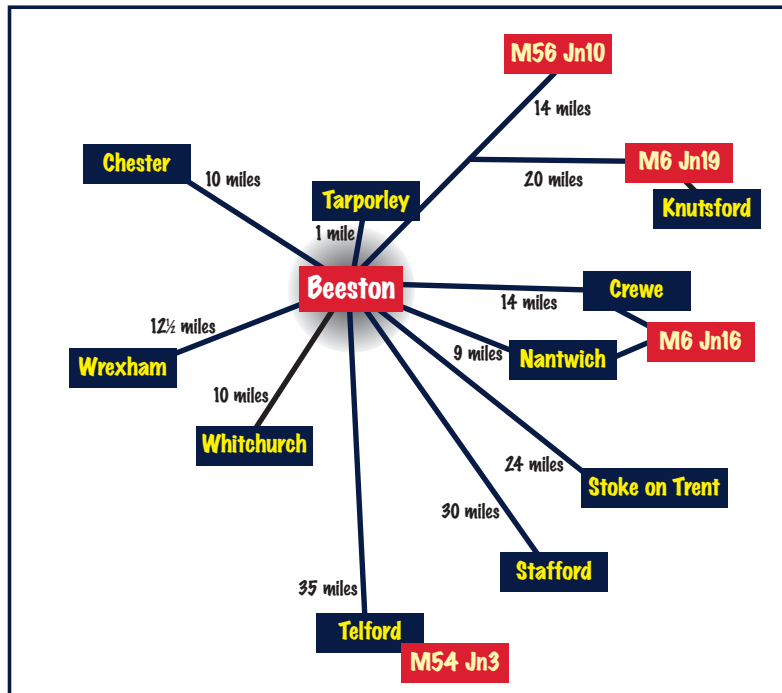 M56 Jn10
14 miles
Chester
10 miles
M6 Jn19
20 miles
Tarporley
Knutsford
1 mile
Beeston
Crewe
14 miles
12½ miles
M6 Jn16
9 miles
Nantwich
Wrexham
10 miles
Whitchurch
24 miles
Stoke on Trent
30 miles
Stafford
35 miles
Telford
M54 Jn3